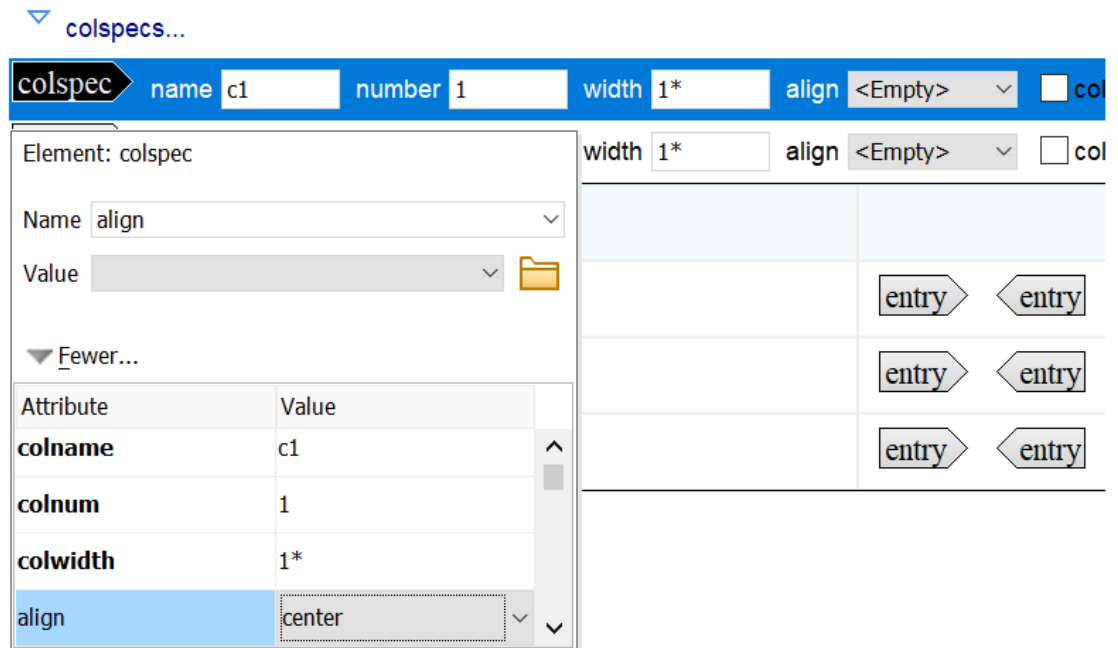 colspecs...
colspec name c1 number 1 width 1* align <Empty> col
width 1* align <Empty> col
Element: colspec
Name align
Value
Fewer...
Attribute Value
colname c1
colnum 1
colwidth 1*
align center
entry entry
entry entry
entry entry